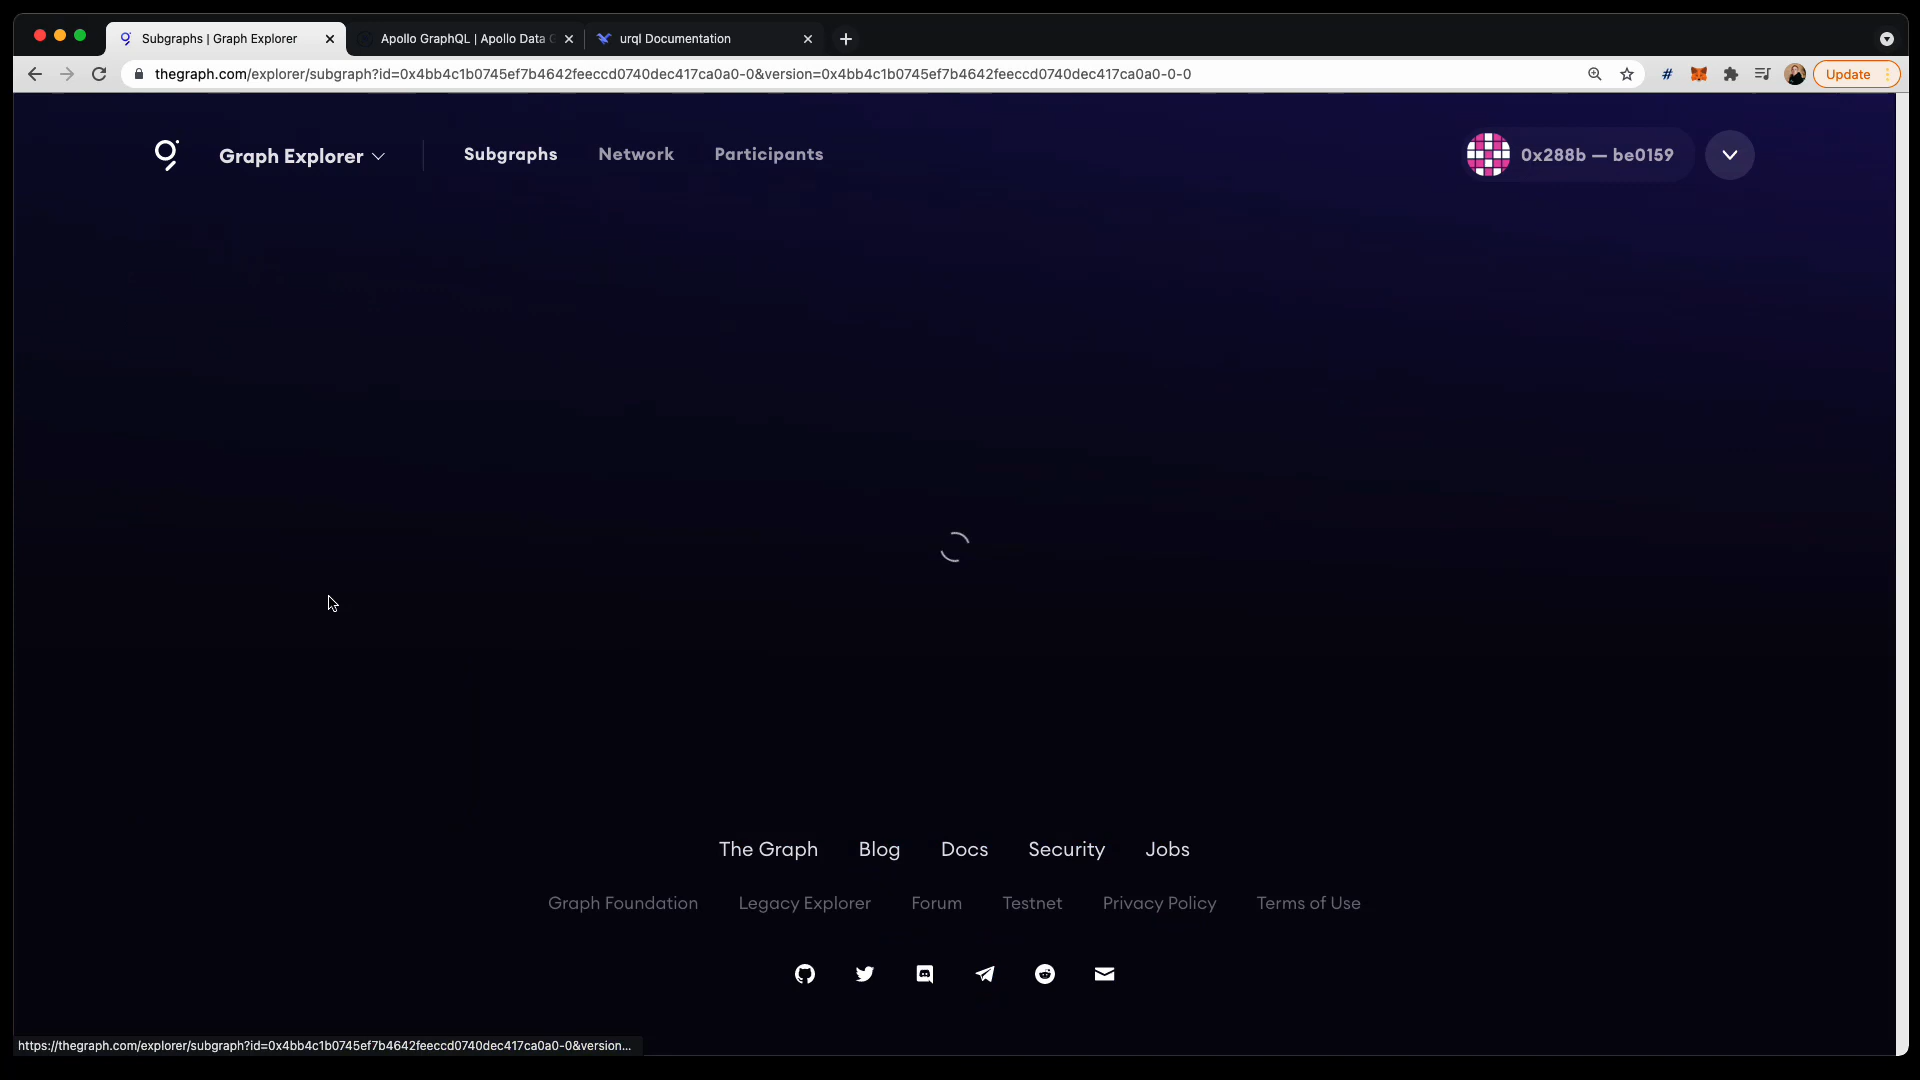 Subgraphs | Graph Explorer
Apollo GraphQL | Apollo Data G
urql Documentation
thegraph.com/explorer/subgraph?id=0x4bb4c1b0745ef7b4642feeccd0740dec417ca0a0-0&version=0x4bb4c1b0745ef7b4642feeccd0740dec417ca0a0-0-0
Update
Graph Explorer
Subgraphs
Network
Participants
0x288b — be0159
The Graph
Blog
Docs
Security
Jobs
Graph Foundation
Legacy Explorer
Forum
Testnet
Privacy Policy
Terms of Use
https://thegraph.com/explorer/subgraph?id=0x4bb4c1b0745ef7b4642feeccd0740dec417ca0a0-0&version...